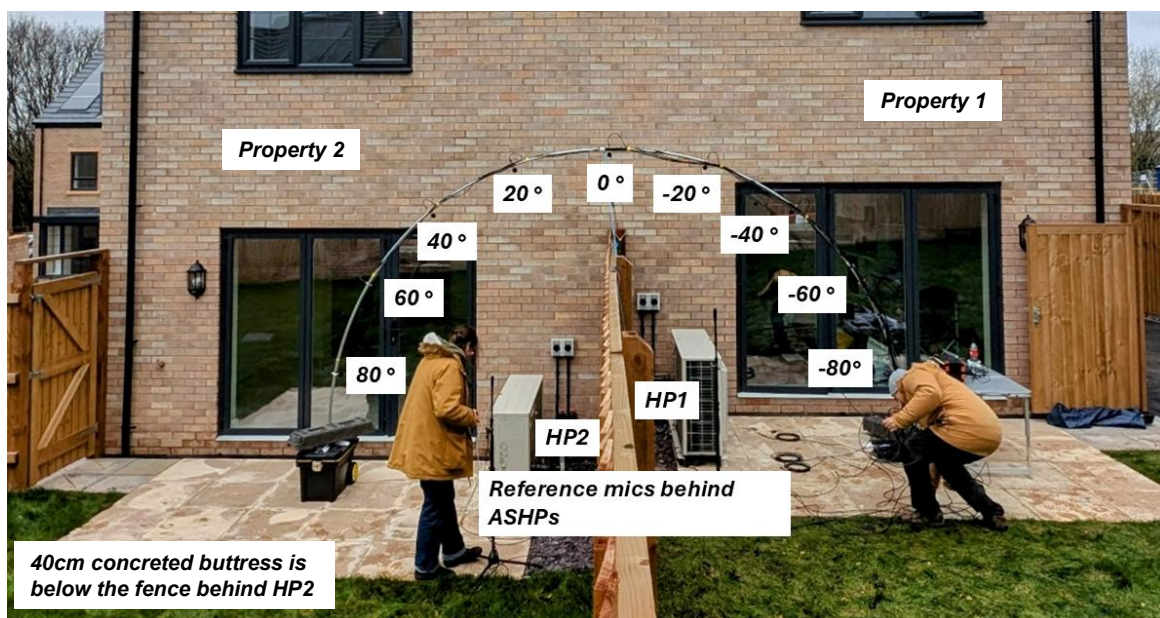 Property 1
Property 2
0 °
20 °
-20 °
40 °
-40 °
60 °
-60 °
80 °
-80°
HP1
HP2
Reference mics behind
ASHPs
40cm concreted buttress is
below the fence behind HP2